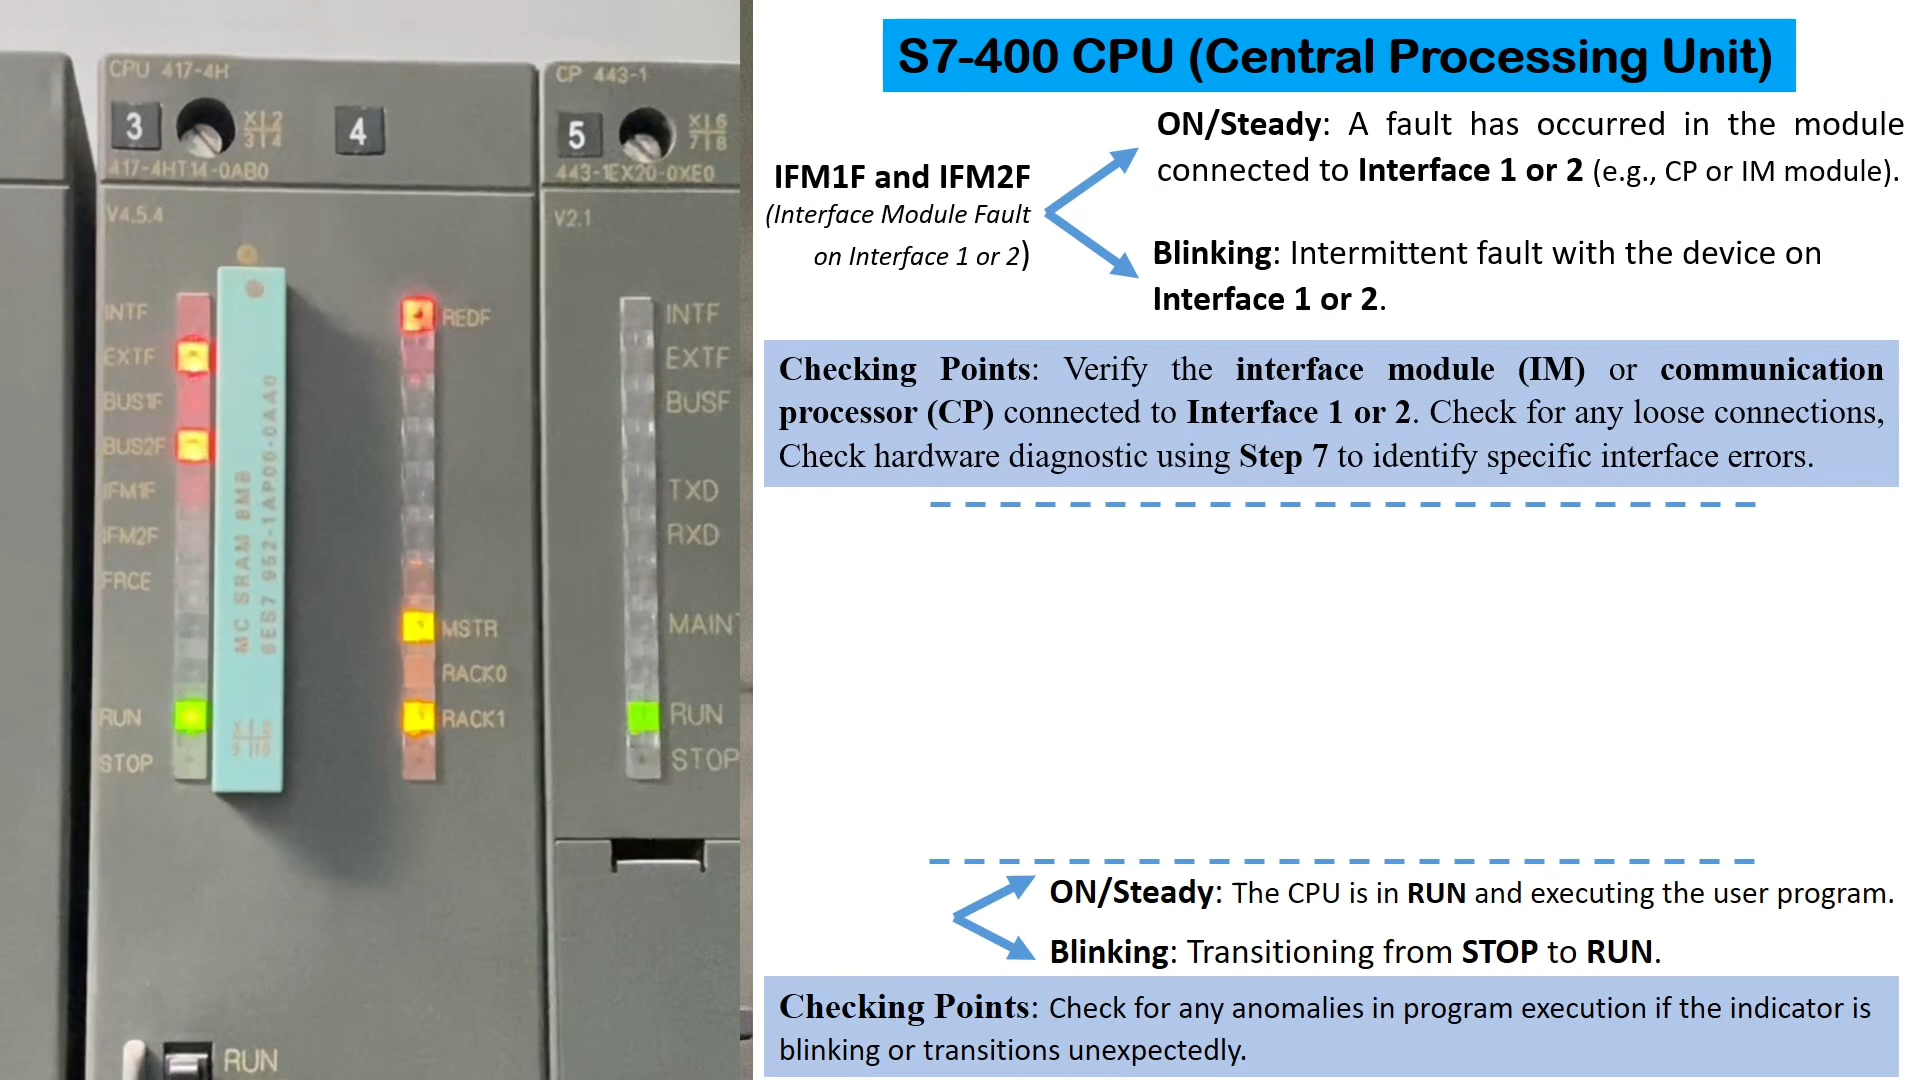 CPU 417-4H
3
X 2
3 4
4
417-4HT14-0AB0
V4.5.4
INTF
EXTF
BUS1F
BUS2F
IFM1F
IFM2F
FRCE
RUN
STOP
MC SRAM BMB
6ES7 952-1AP00-0AA0
REDF
MSTR
RACK0
RACK1
RUN
CP 443-1
5
X 6
7 8
443-1EX20-0XE0
V2.1
INTF
EXTF
BUSF
TXD
RXD
MAINT
RUN
STOP
S7-400 CPU (Central Processing Unit)
IFM1F and IFM2F
(Interface Module Fault
on Interface 1 or 2)
ON/Steady: A fault has occurred in the module
connected to Interface 1 or 2 (e.g., CP or IM module).
Blinking: Intermittent fault with the device on
Interface 1 or 2.
Checking Points: Verify the interface module (IM) or communication
processor (CP) connected to Interface 1 or 2. Check for any loose connections,
Check hardware diagnostic using Step 7 to identify specific interface errors.
ON/Steady: The CPU is in RUN and executing the user program.
Blinking: Transitioning from STOP to RUN.
Checking Points: Check for any anomalies in program execution if the indicator is
blinking or transitions unexpectedly.